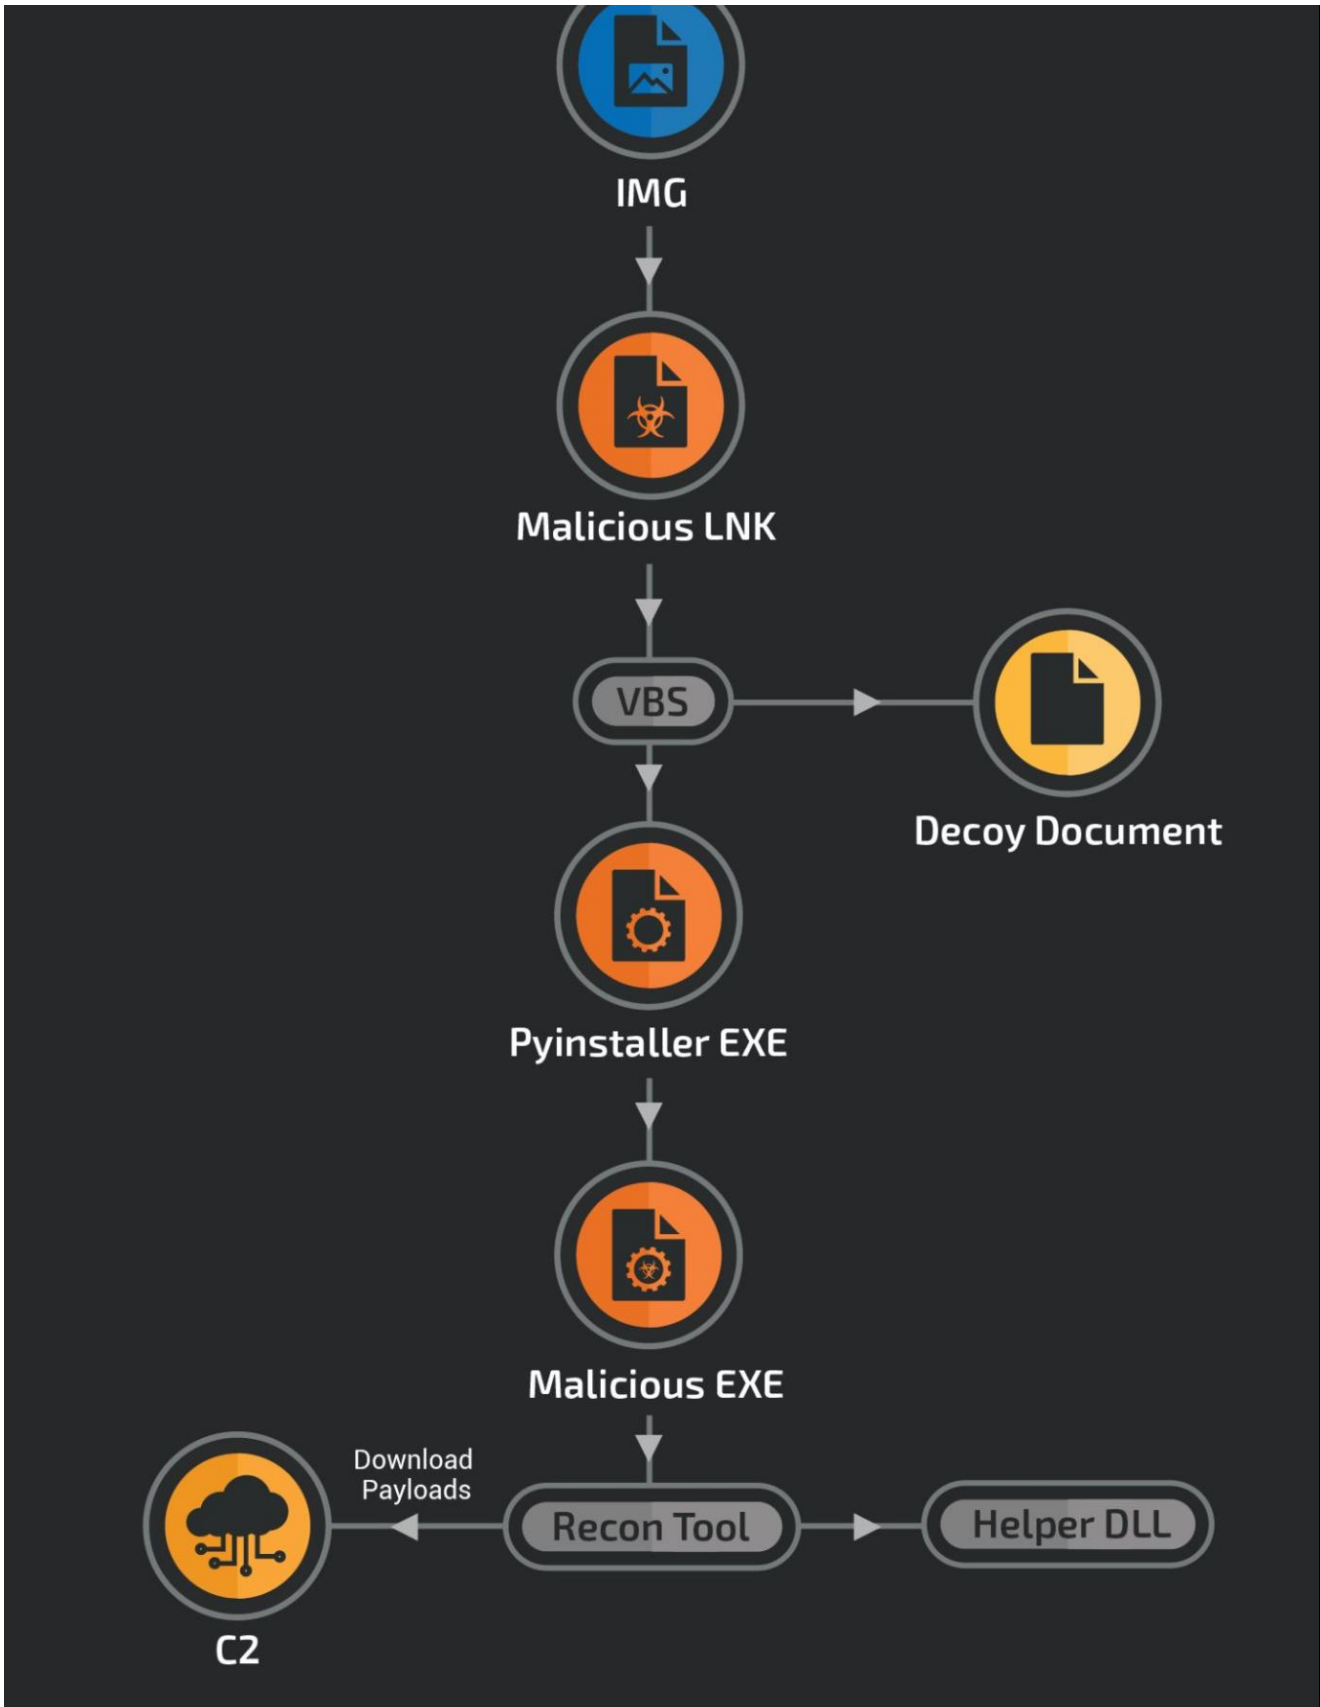 IMG
Malicious LNK
VBS
Decoy Document
Pyinstaller EXE
Malicious EXE
Download
Payloads
Recon Tool
Helper DLL
C2